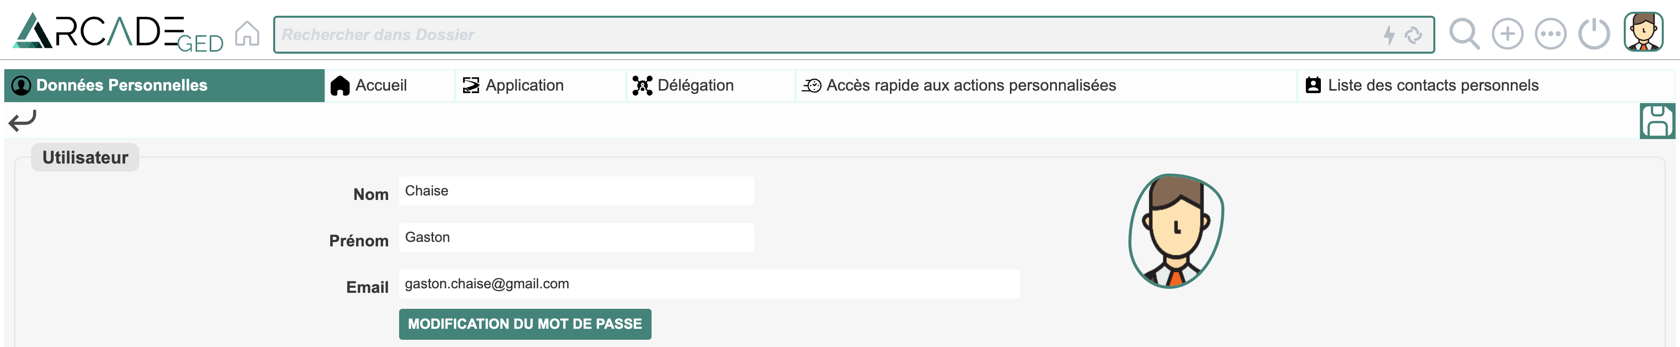 ARCADE GED
Rechercher dans Dossier
Données Personnelles Accueil Application Délégation Accès rapide aux actions personnalisées Liste des contacts personnels
Utilisateur
Nom Chaise
Prénom Gaston
Email gaston.chaise@gmail.com
MODIFICATION DU MOT DE PASSE